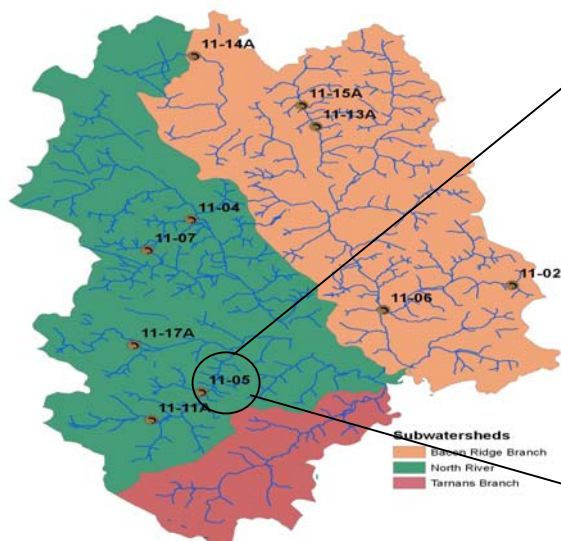 11-14A
11-15A
11-13A
11-04
11-07
11-02
11-06
11-17A
11-05
11-11A
Subwatersheds
Bacon Ridge Branch
North River
Tarnans Branch